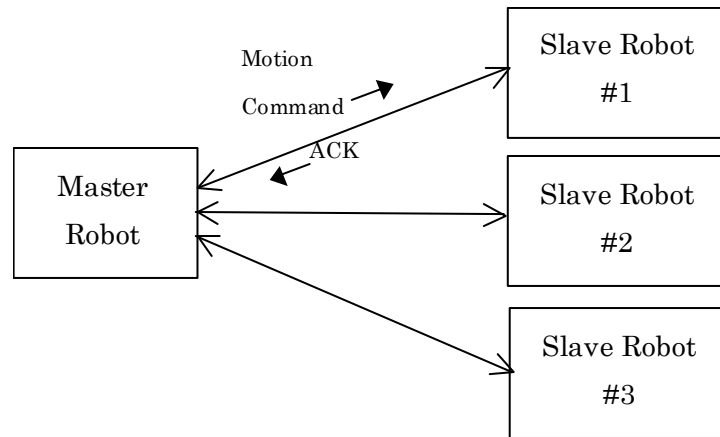 Motion
Command
ACK
Master
Robot
Slave Robot
#1
Slave Robot
#2
Slave Robot
#3